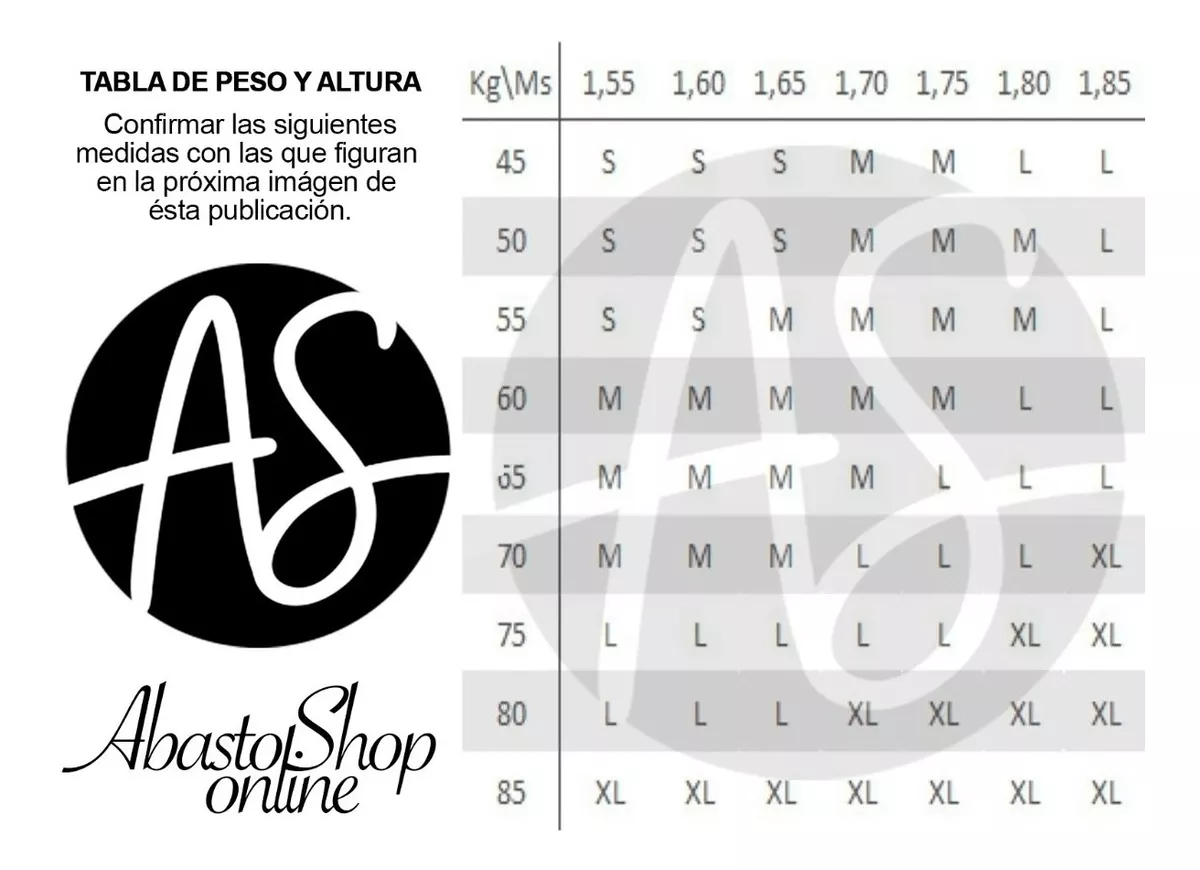 TABLA DE PESO Y ALTURA
Confirmar las siguientes
medidas con las que figuran
en la próxima imágen de
ésta publicación.
AS
AbastoShop
online
Kg\Ms 1,55 1,60 1,65 1,70 1,75 1,80 1,85
45 S S S M M L L
50 S S S M M M L
55 S S M M M M L
60 M M M M M L L
65 M M M M L L L
70 M M M L L L XL
75 L L L L L XL XL
80 L L L XL XL XL XL
85 XL XL XL XL XL XL XL
AS